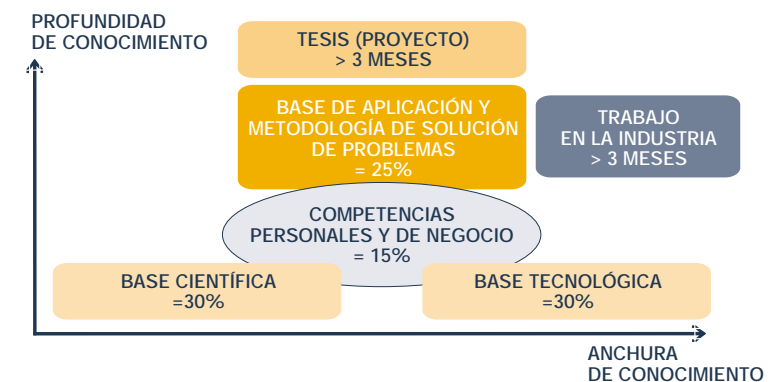 PROFUNDIDAD
DE CONOCIMIENTO
TESIS (PROYECTO)
> 3 MESES
BASE DE APLICACIÓN Y
METODOLOGÍA DE SOLUCIÓN
DE PROBLEMAS
= 25%
TRABAJO
EN LA INDUSTRIA
> 3 MESES
COMPETENCIAS
PERSONALES Y DE NEGOCIO
= 15%
BASE CIENTÍFICA
=30%
BASE TECNOLÓGICA
=30%
ANCHURA
DE CONOCIMIENTO